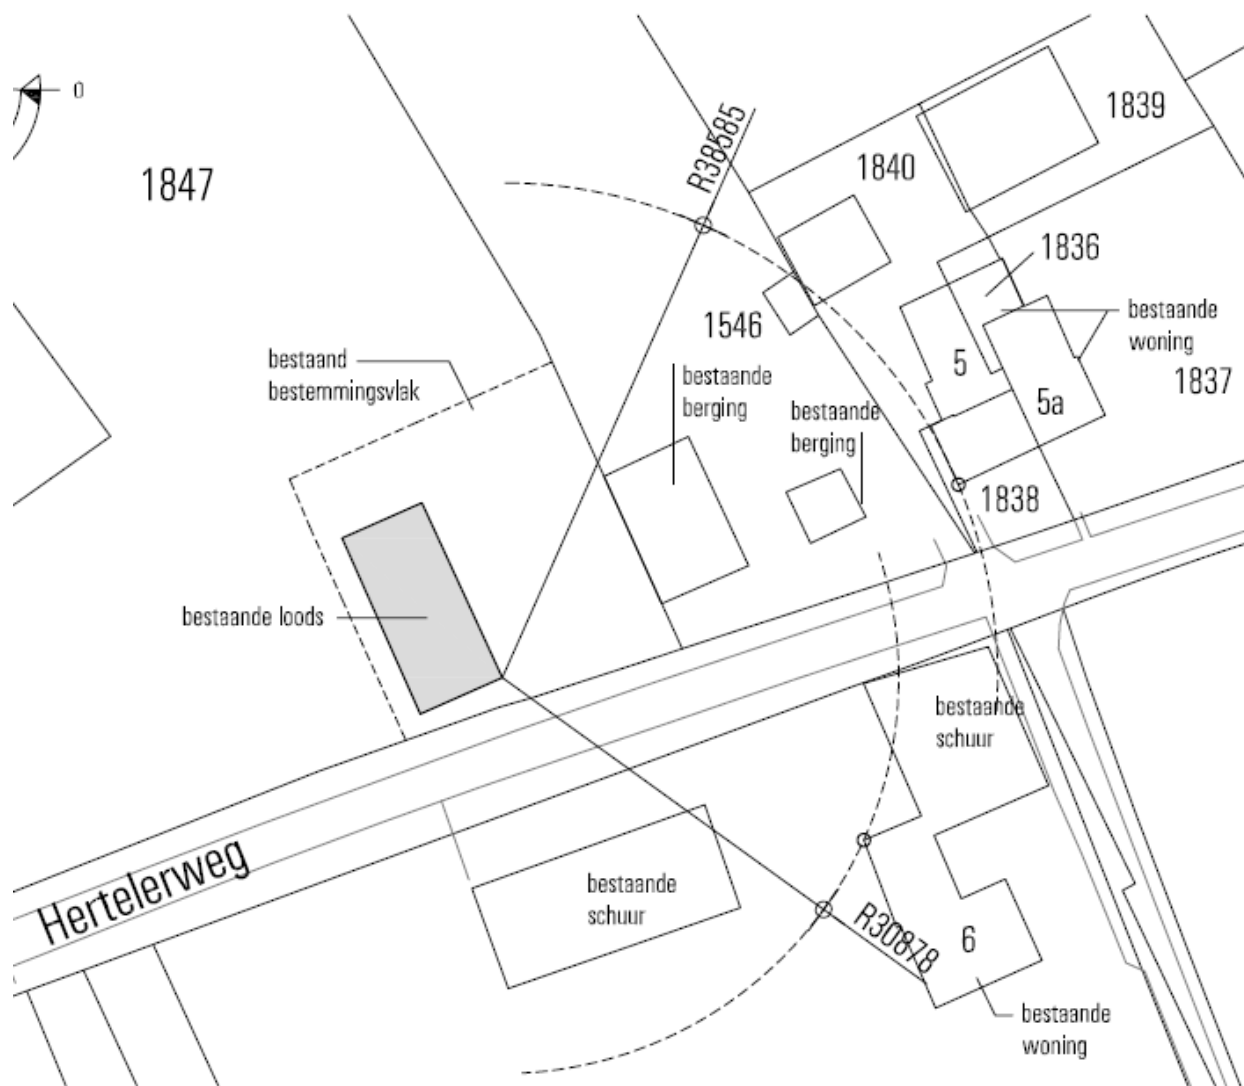 0
1839
R38585
1840
1847
1836
1546
bestaande
woning
bestaand
bestemmingsvlak
bestaande
berging
5
1837
5a
bestaande
berging
1838
bestaande loods
bestaande
schuur
Hertelerweg
bestaande
schuur
R30878
6
bestaande
woning